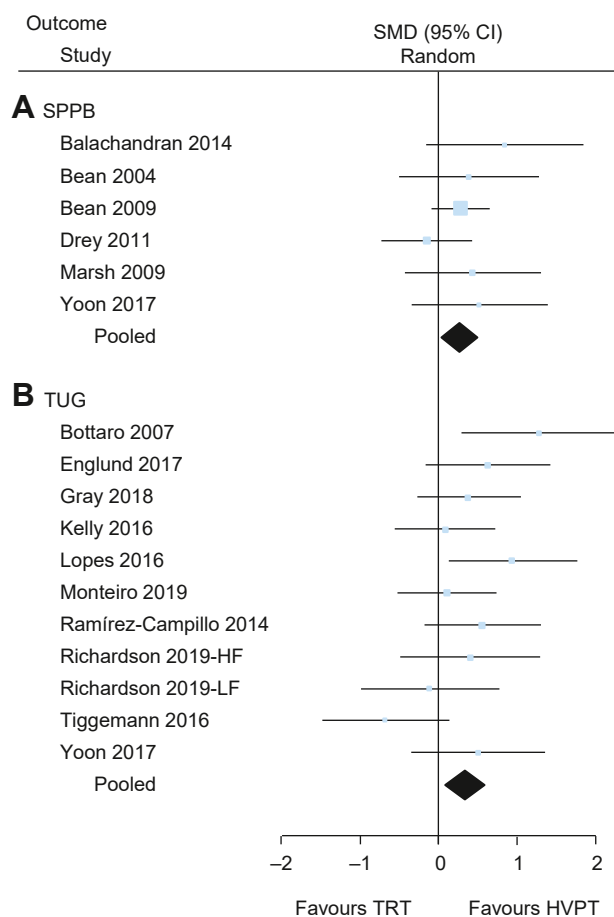 Outcome
Study
SMD (95% CI)
Random
A SPPB
Balachandran 2014
Bean 2004
Bean 2009
Drey 2011
Marsh 2009
Yoon 2017
Pooled
B TUG
Bottaro 2007
Englund 2017
Gray 2018
Kelly 2016
Lopes 2016
Monteiro 2019
Ramírez-Campillo 2014
Richardson 2019-HF
Richardson 2019-LF
Tiggemann 2016
Yoon 2017
Pooled
–2 –1 0 1 2
Favours TRT Favours HVPT